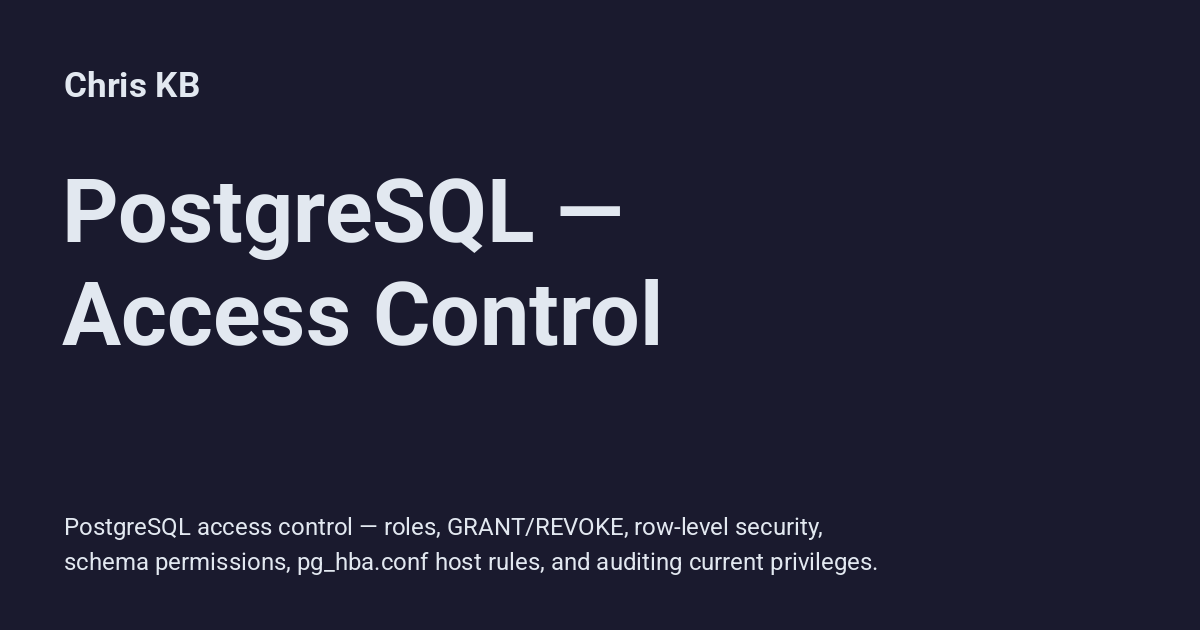 Chris KB
PostgreSQL —
Access Control
PostgreSQL access control — roles, GRANT/REVOKE, row-level security,
schema permissions, pg_hba.conf host rules, and auditing current privileges.